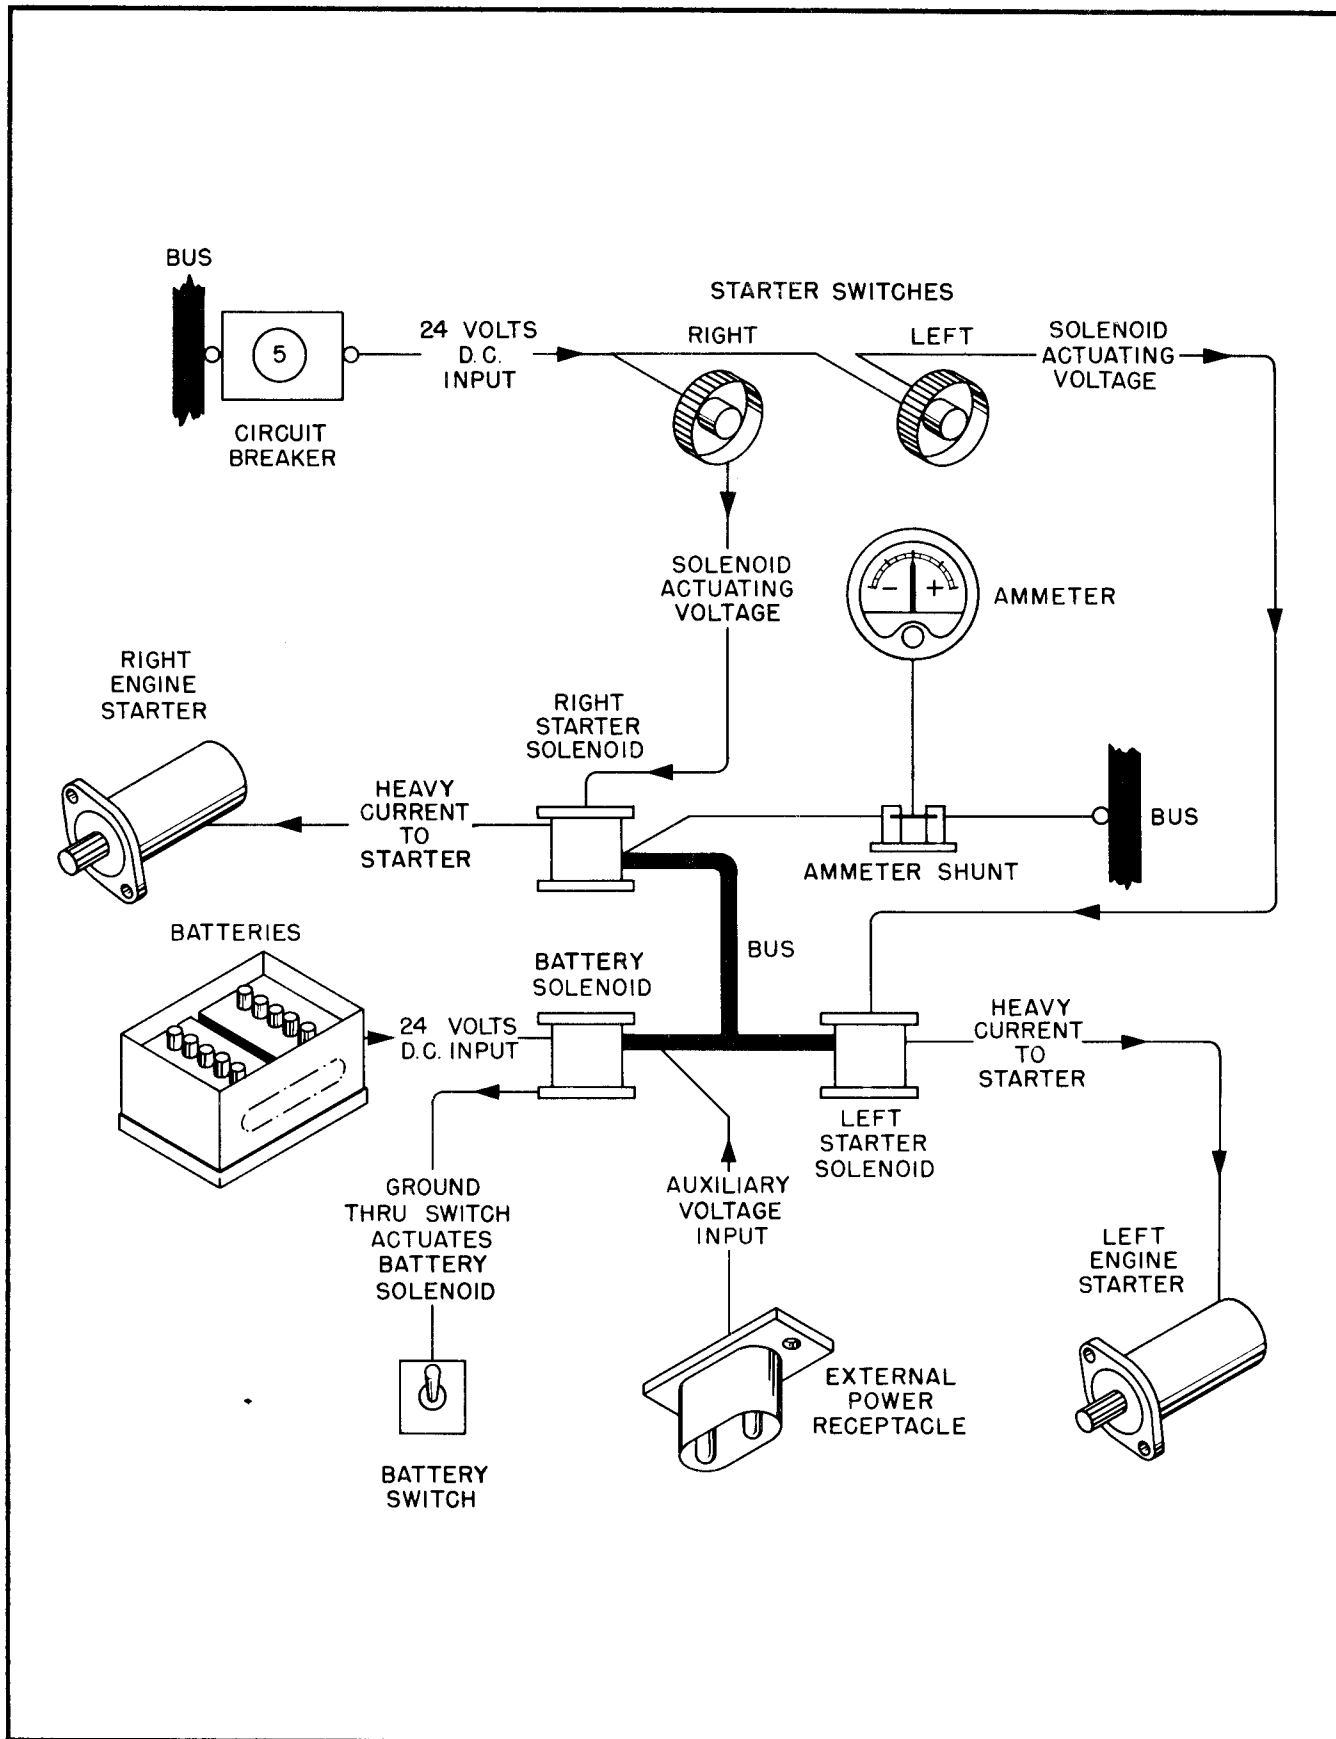 BUS
5
CIRCUIT
BREAKER
24 VOLTS
D.C.
INPUT
STARTER SWITCHES
RIGHT
LEFT
SOLENOID
ACTUATING
VOLTAGE
SOLENOID
ACTUATING
VOLTAGE
- +
AMMETER
RIGHT
ENGINE
STARTER
RIGHT
STARTER
SOLENOID
HEAVY
CURRENT
TO
STARTER
AMMETER SHUNT
BUS
BATTERIES
BATTERY
SOLENOID
BUS
24 VOLTS
D.C. INPUT
HEAVY
CURRENT
TO
STARTER
LEFT
STARTER
SOLENOID
GROUND
THRU SWITCH
ACTUATES
BATTERY
SOLENOID
AUXILIARY
VOLTAGE
INPUT
LEFT
ENGINE
STARTER
EXTERNAL
POWER
RECEPTACLE
BATTERY
SWITCH